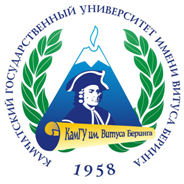 КАМЧАТСКИЙ ГОСУДАРСТВЕННЫЙ УНИВЕРСИТЕТ ИМЕНИ ВИТУСА БЕРИНГА
КамГУ им. Витуса Беринга
1958